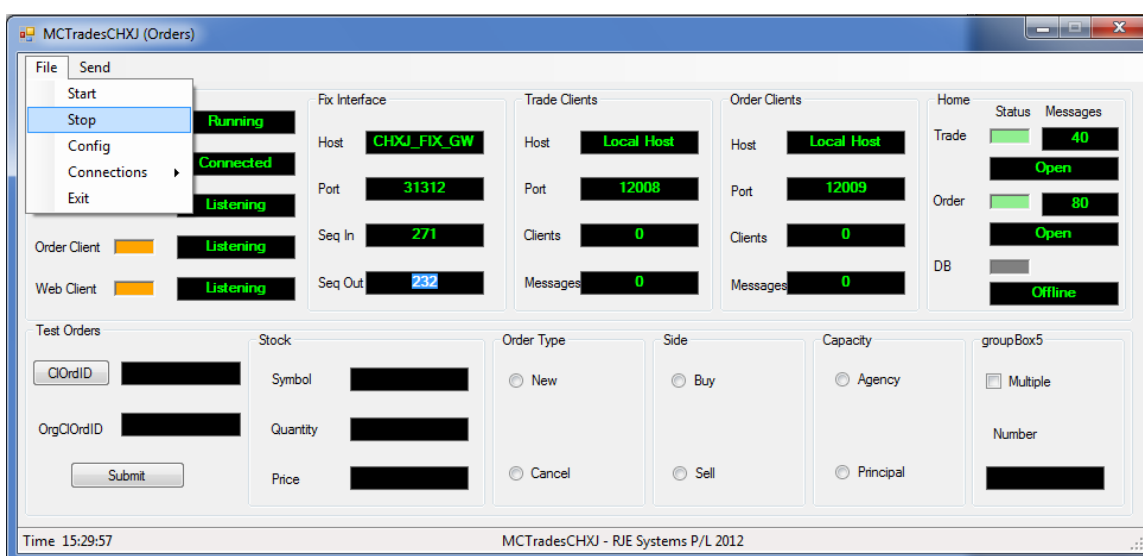 MCTradesCHXJ (Orders)
File Send
Start
Stop
Config
Connections
Exit
Running
Connected
Listening
Order Client Listening
Web Client Listening
Fix Interface
Host CHXJ_FIX_GW
Port 31312
Seq In 271
Seq Out 232
Trade Clients
Host Local Host
Port 12008
Clients 0
Messages 0
Order Clients
Host Local Host
Port 12009
Clients 0
Messages 0
Home
Status Messages
Trade 40
Open
Order 80
Open
DB
Offline
Test Orders
ClOrdID
OrgClOrdID
Submit
Stock
Symbol
Quantity
Price
Order Type
New
Cancel
Side
Buy
Sell
Capacity
Agency
Principal
groupBox5
Multiple
Number
Time 15:29:57 MCTradesCHXJ - RJE Systems P/L 2012